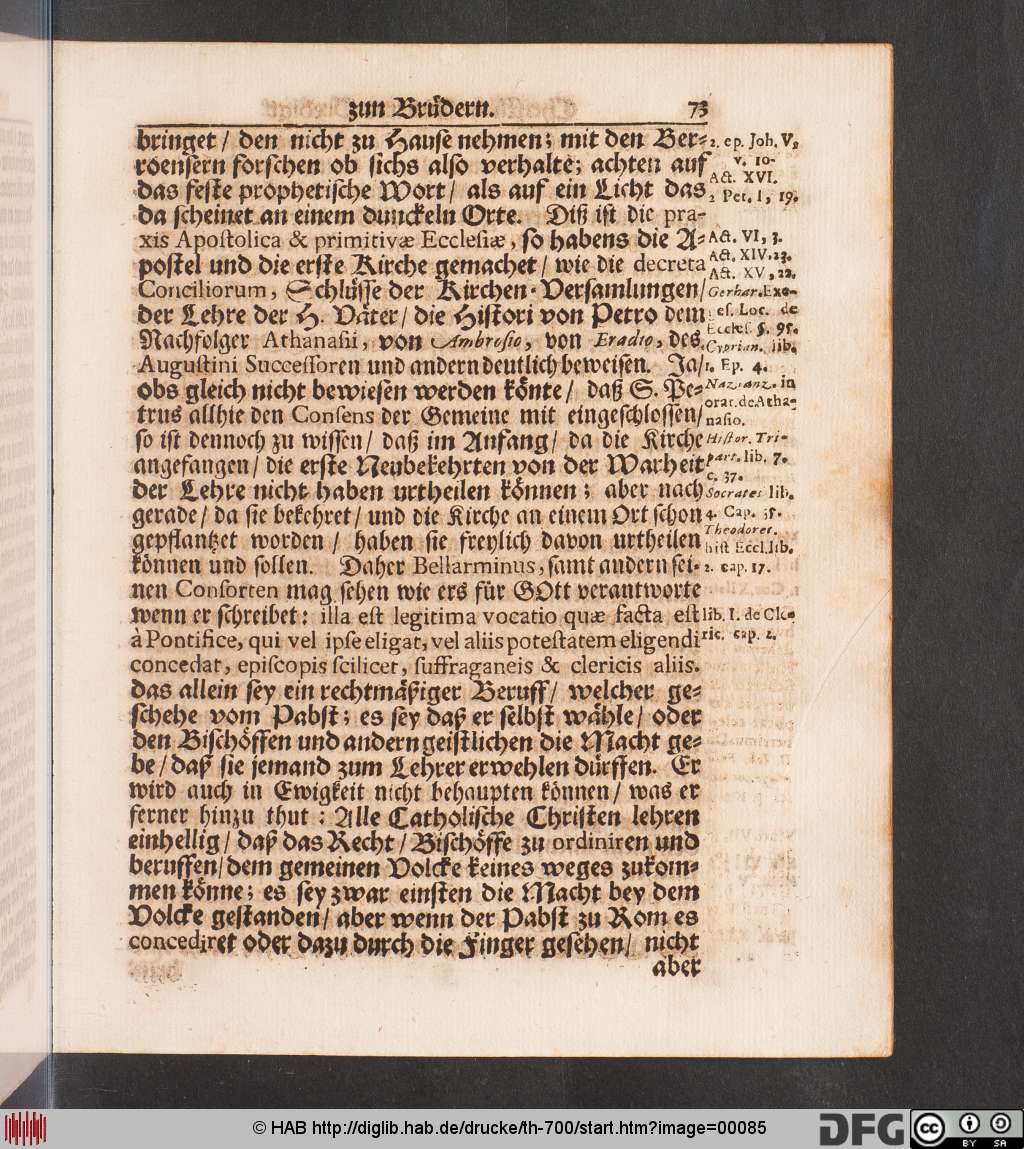 zun Brüdern. 73
bringet / den nicht zu Hause nehmen; mit den Ber⸗
röensern forschen ob sichs also verhalte; achten auf
das feste prophetische Wort / als auf ein Licht das
da scheinet an einem dunckeln Orte. Diß ist die pra-
xis Apostolica & primitivæ Ecclesiæ, so habens die A⸗
postel und die erste Kirche gemachet / wie die decreta
Conciliorum, Schlüsse der Kirchen⸗Versamlungen /
der Lehre der H. Väter / die Histori von Petro dem
Nachfolger Athanasii, von Ambrosio, von Eradio, des
Augustini Successoren und andern deutlich beweisen. Ja /
obs gleich nicht bewiesen werden könte / daß S. Pe⸗
trus allhie den Consens der Gemeine mit eingeschlossen /
so ist dennoch zu wissen / daß im Anfang / da die Kirche
angefangen / die erste Neubekehrten von der Warheit
der Lehre nicht haben urtheilen können; aber nach
gerade / da sie bekehret / und die Kirche an einem Ort schon
gepflantzet worden / haben sie freylich davon urtheilen
können und sollen. Daher Bellarminus, samt andern sei⸗
nen Consorten mag sehen wie ers für GOtt verantworte
wenn er schreibet: illa est legitima vocatio quæ facta est
à Pontifice, qui vel ipse eligat, vel aliis potestatem eligendi
concedat, episcopis scilicet, suffraganeis & clericis aliis.
das allein sey ein rechtmäßiger Beruff / welcher ge⸗
schehe vom Pabst; es sey daß er selbst wähle / oder
den Bischöffen und andern geistlichen die Macht ge⸗
be / daß sie jemand zum Lehrer erwehlen dürffen. Er
wird auch in Ewigkeit nicht behaupten können / was er
ferner hinzu thut: Alle Catholische Christen lehren
einhellig / daß das Recht / Bischöffe zu ordiniren und
beruffen / dem gemeinen Volcke keines weges zukom⸗
men könne; es sey zwar einsten die Macht bey dem
Volcke gestanden / aber wenn der Pabst zu Rom es
concediret oder dazu durch die Finger gesehen / nicht
aber
2. ep. Joh. V,
v. 10-
Act. XVI.
2 Pet. I, 19.
Act. VI, 3.
Act. XIV, 23.
Act. XV, 22.
Gerhar. Exe-
ges. Loc. de
Eccles. §. 95.
Cyprian. lib.
1. Ep. 4.
Nazianz. in
orat. de Atha-
nasio.
Histor. Tri-
part. lib. 7.
c. 37.
Socrates lib.
4. Cap. 35.
Theodoret.
hist Eccl. lib.
2. cap. 17.
lib. I. de Cle-
ric. cap. 2.
© HAB http://diglib.hab.de/drucke/th-700/start.htm?image=00085
DFG
cc
BY SA